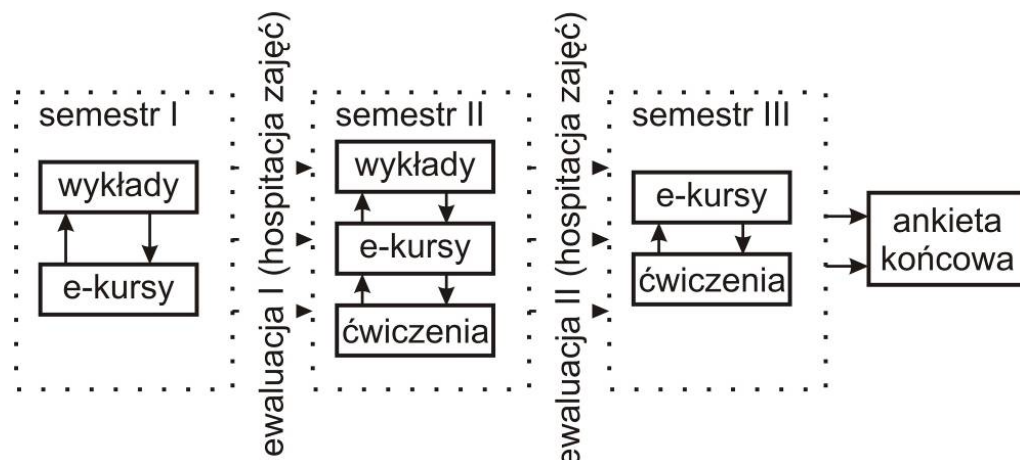 semestr I
wykłady
e-kursy
ewaluacja I (hospitacja zajęć)
semestr II
wykłady
e-kursy
ćwiczenia
ewaluacja II (hospitacja zajęć)
semestr III
e-kursy
ćwiczenia
ankieta
końcowa